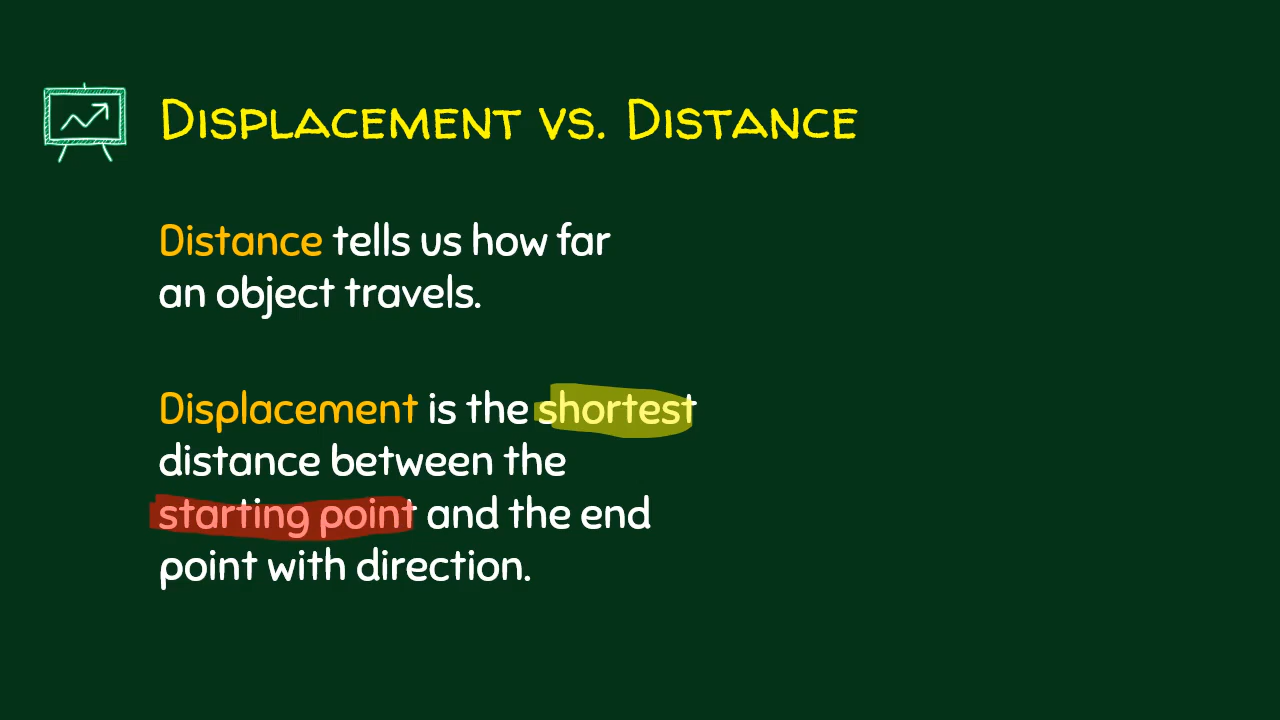 Displacement vs. Distance
Distance tells us how far
an object travels.
Displacement is the shortest
distance between the
starting point and the end
point with direction.